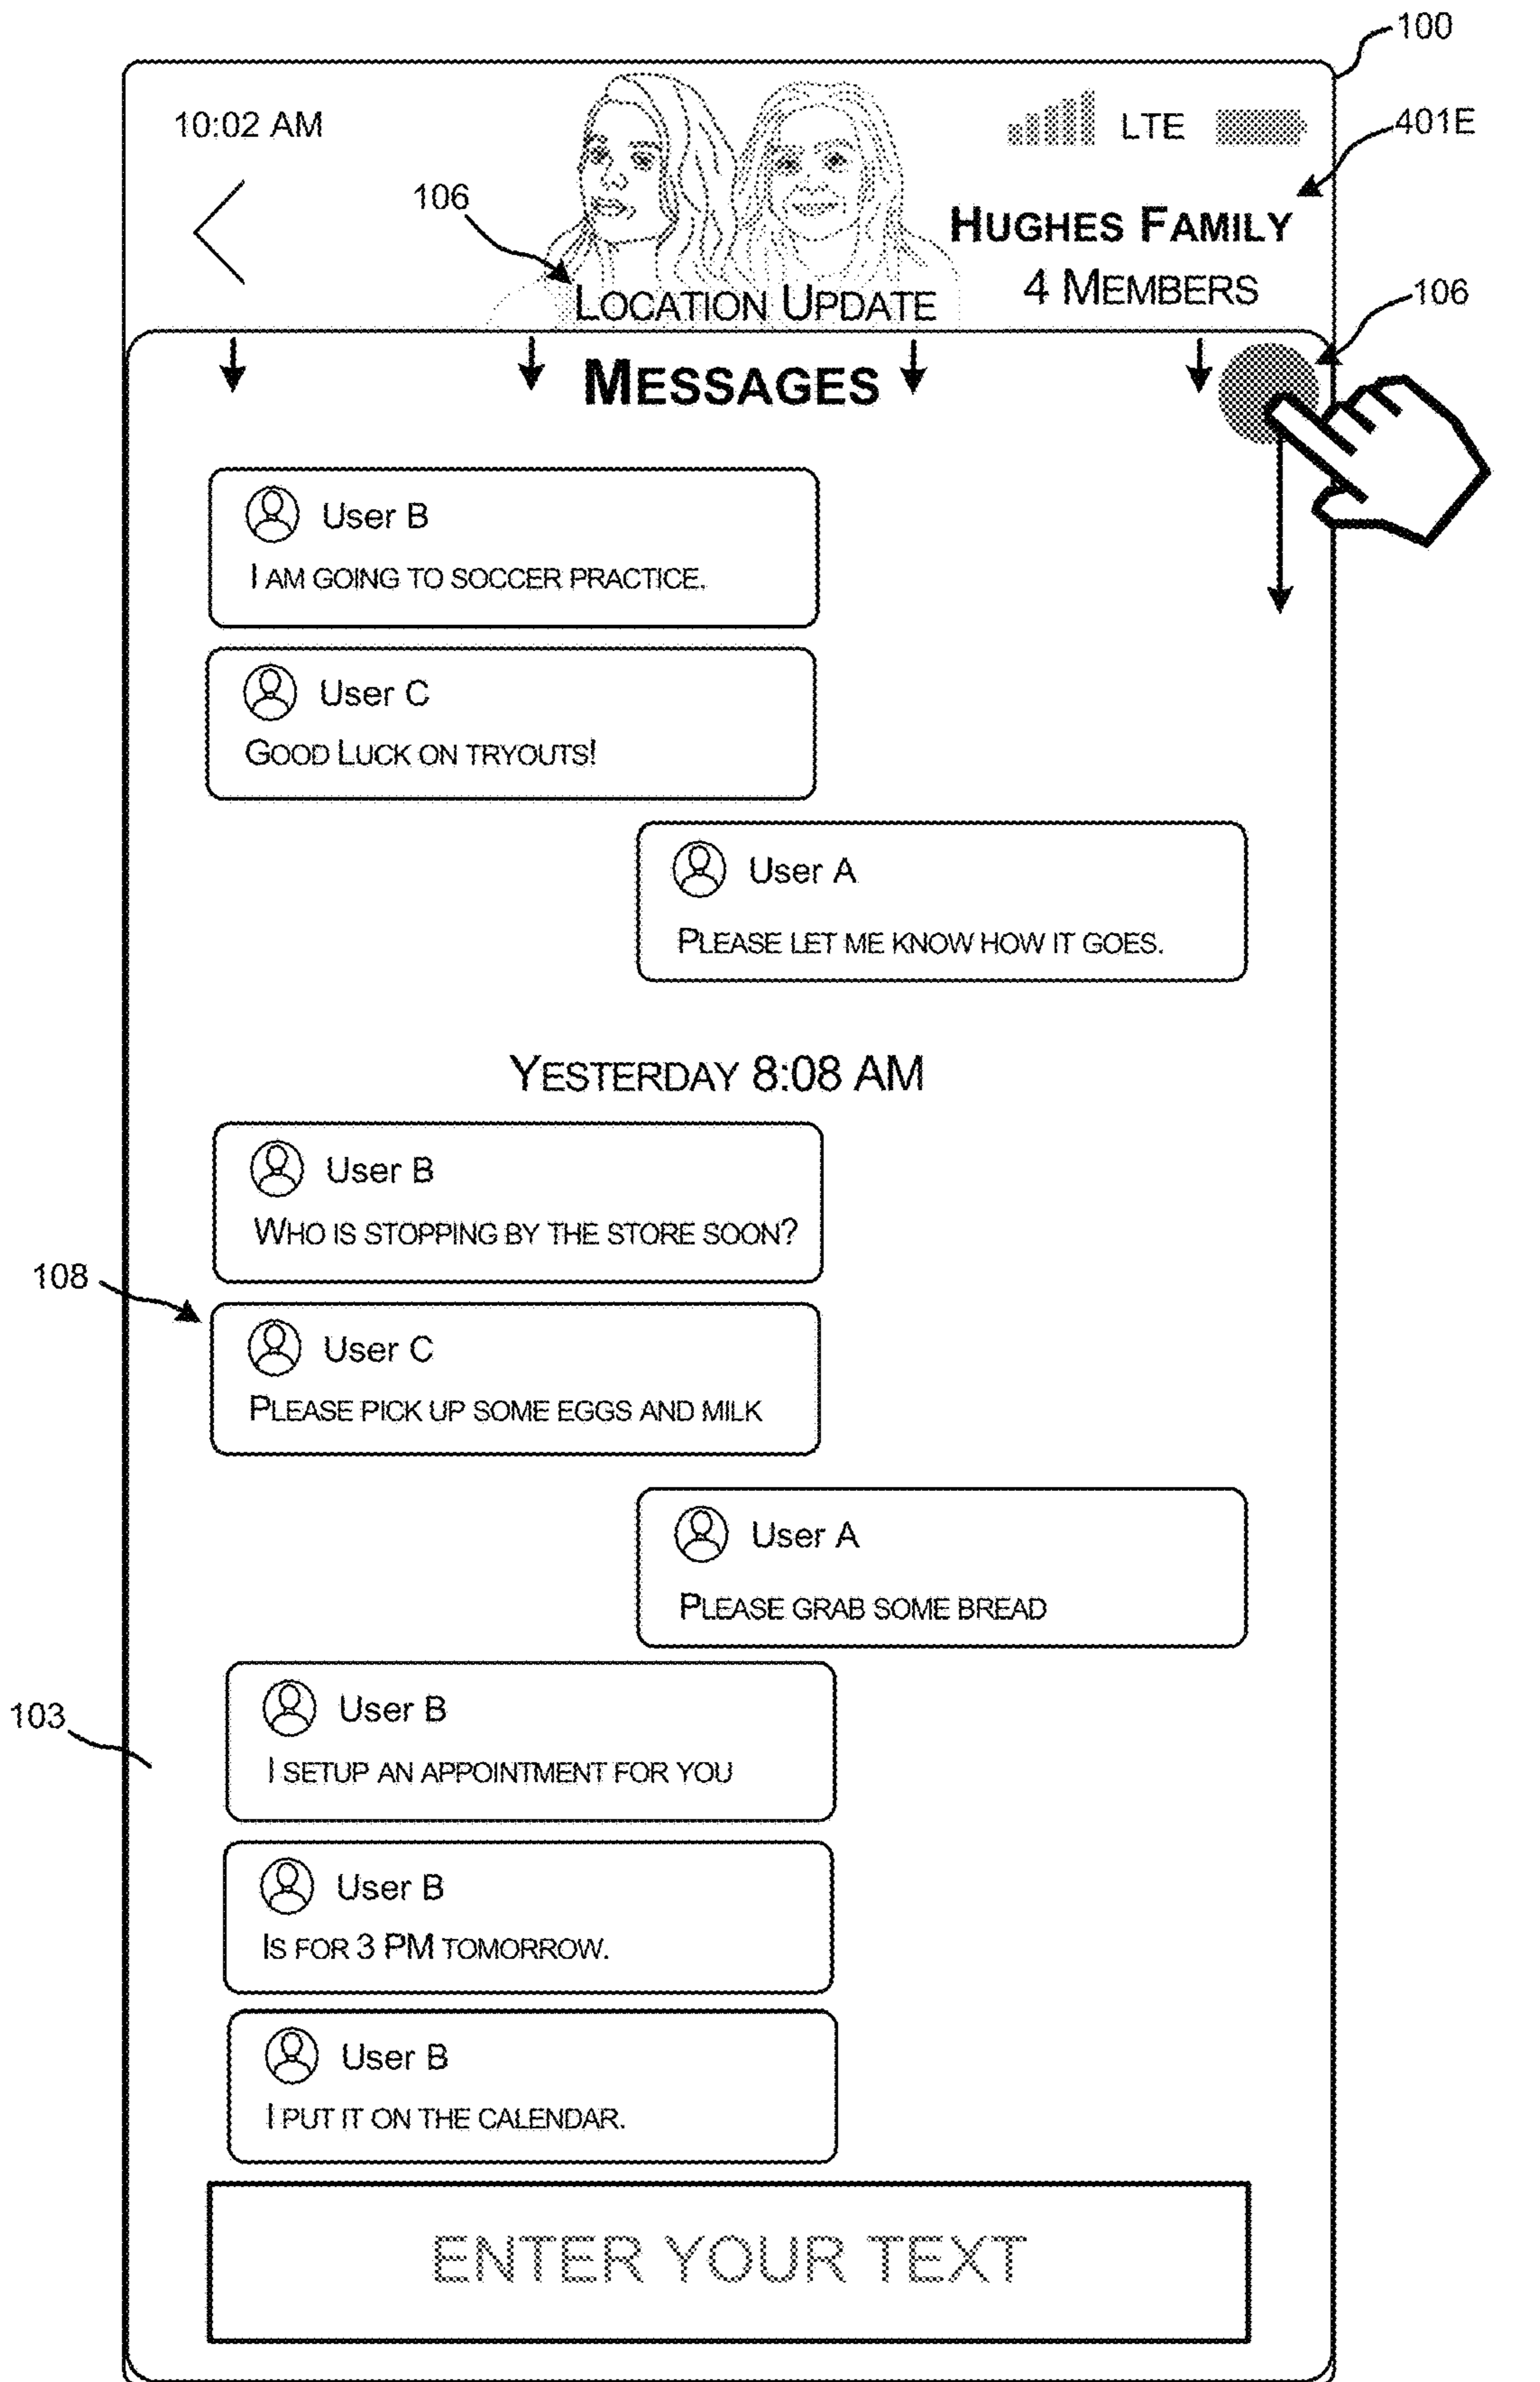 100
10:02 AM
LTE
401E
106
HUGHES FAMILY
LOCATION UPDATE
4 MEMBERS
106
MESSAGES
User B
I AM GOING TO SOCCER PRACTICE.
User C
GOOD LUCK ON TRYOUTS!
User A
PLEASE LET ME KNOW HOW IT GOES.
YESTERDAY 8:08 AM
User B
WHO IS STOPPING BY THE STORE SOON?
108
User C
PLEASE PICK UP SOME EGGS AND MILK
User A
PLEASE GRAB SOME BREAD
103
User B
I SETUP AN APPOINTMENT FOR YOU
User B
IS FOR 3 PM TOMORROW.
User B
I PUT IT ON THE CALENDAR.
ENTER YOUR TEXT